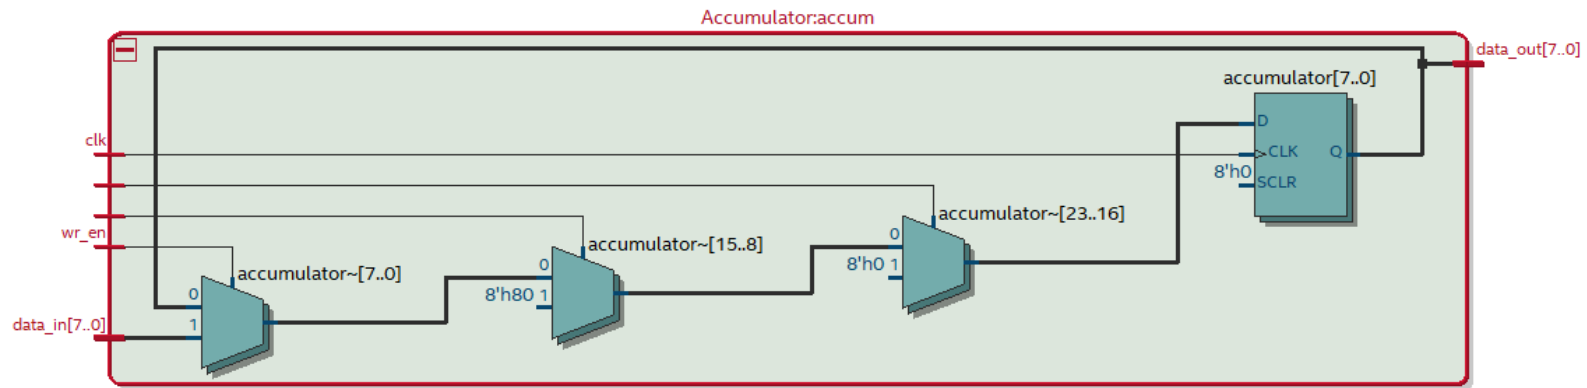 Accumulator:accum
data_out[7..0]
accumulator[7..0]
D
clk
CLK
Q
8'h0
SCLR
accumulator~[23..16]
wr_en
accumulator~[15..8]
0
8'h0 1
accumulator~[7..0]
0
8'h80 1
0
1
data_in[7..0]